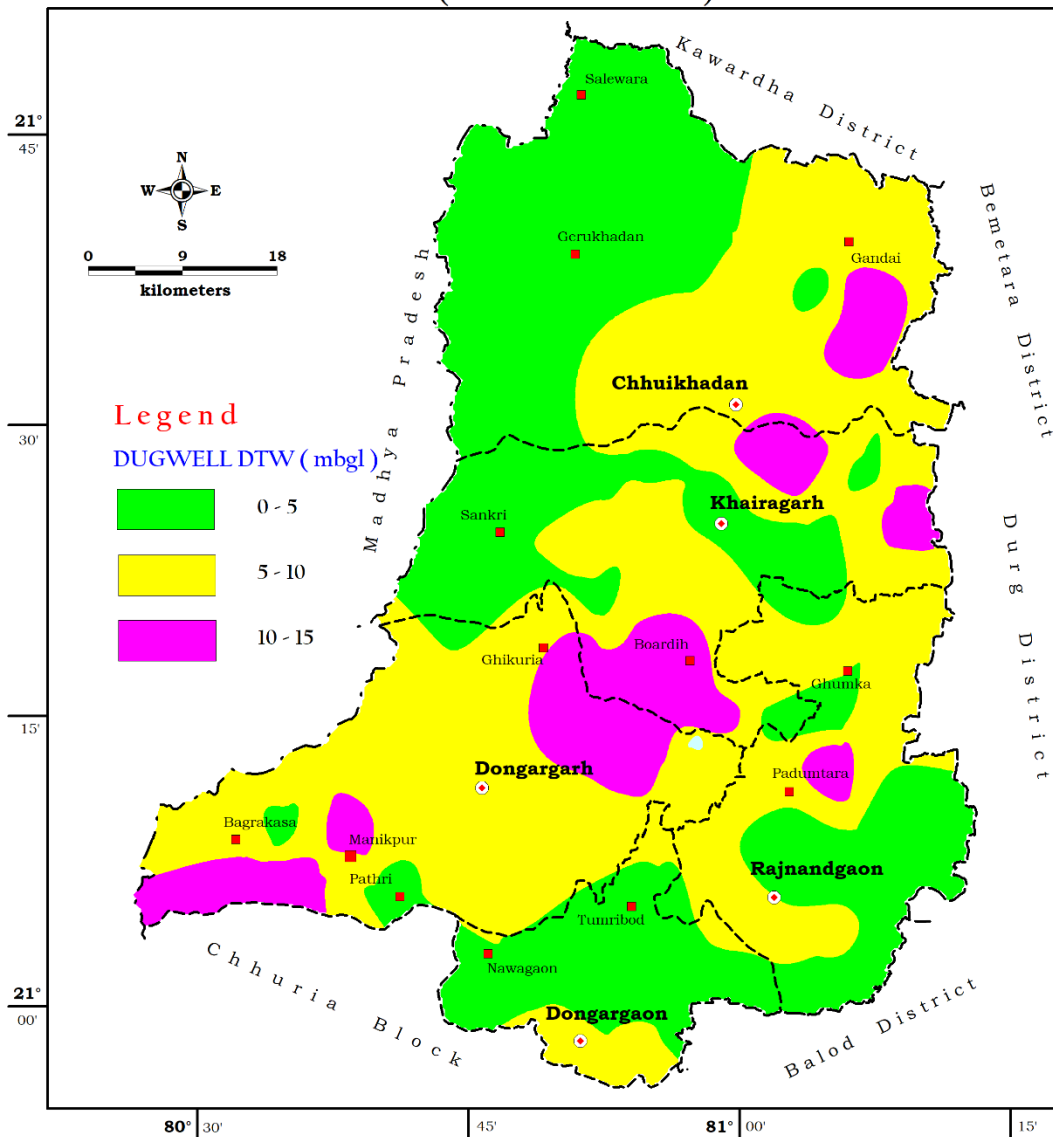 Kawardha District
Salewara
21°
45'
N
W E
S
Bemetara District
Gerukhadan
Gandai
0 9 18
kilometers
Madhya Pradesh
Chhuikhadan
Legend
30'
DUGWELL DTW ( mbgl )
0 - 5
Khairagarh
Sankri
Durg District
5 - 10
10 - 15
Boardih
Ghikuria
Ghumka
15'
Dongargarh
Padumtara
Bagrakasa
Manikpur
Rajnandgaon
Pathri
Tumribod
Nawagaon
Chhuria Block
21°
00'
Dongargaon
Balod District
80° 30'
45'
81° 00'
15'